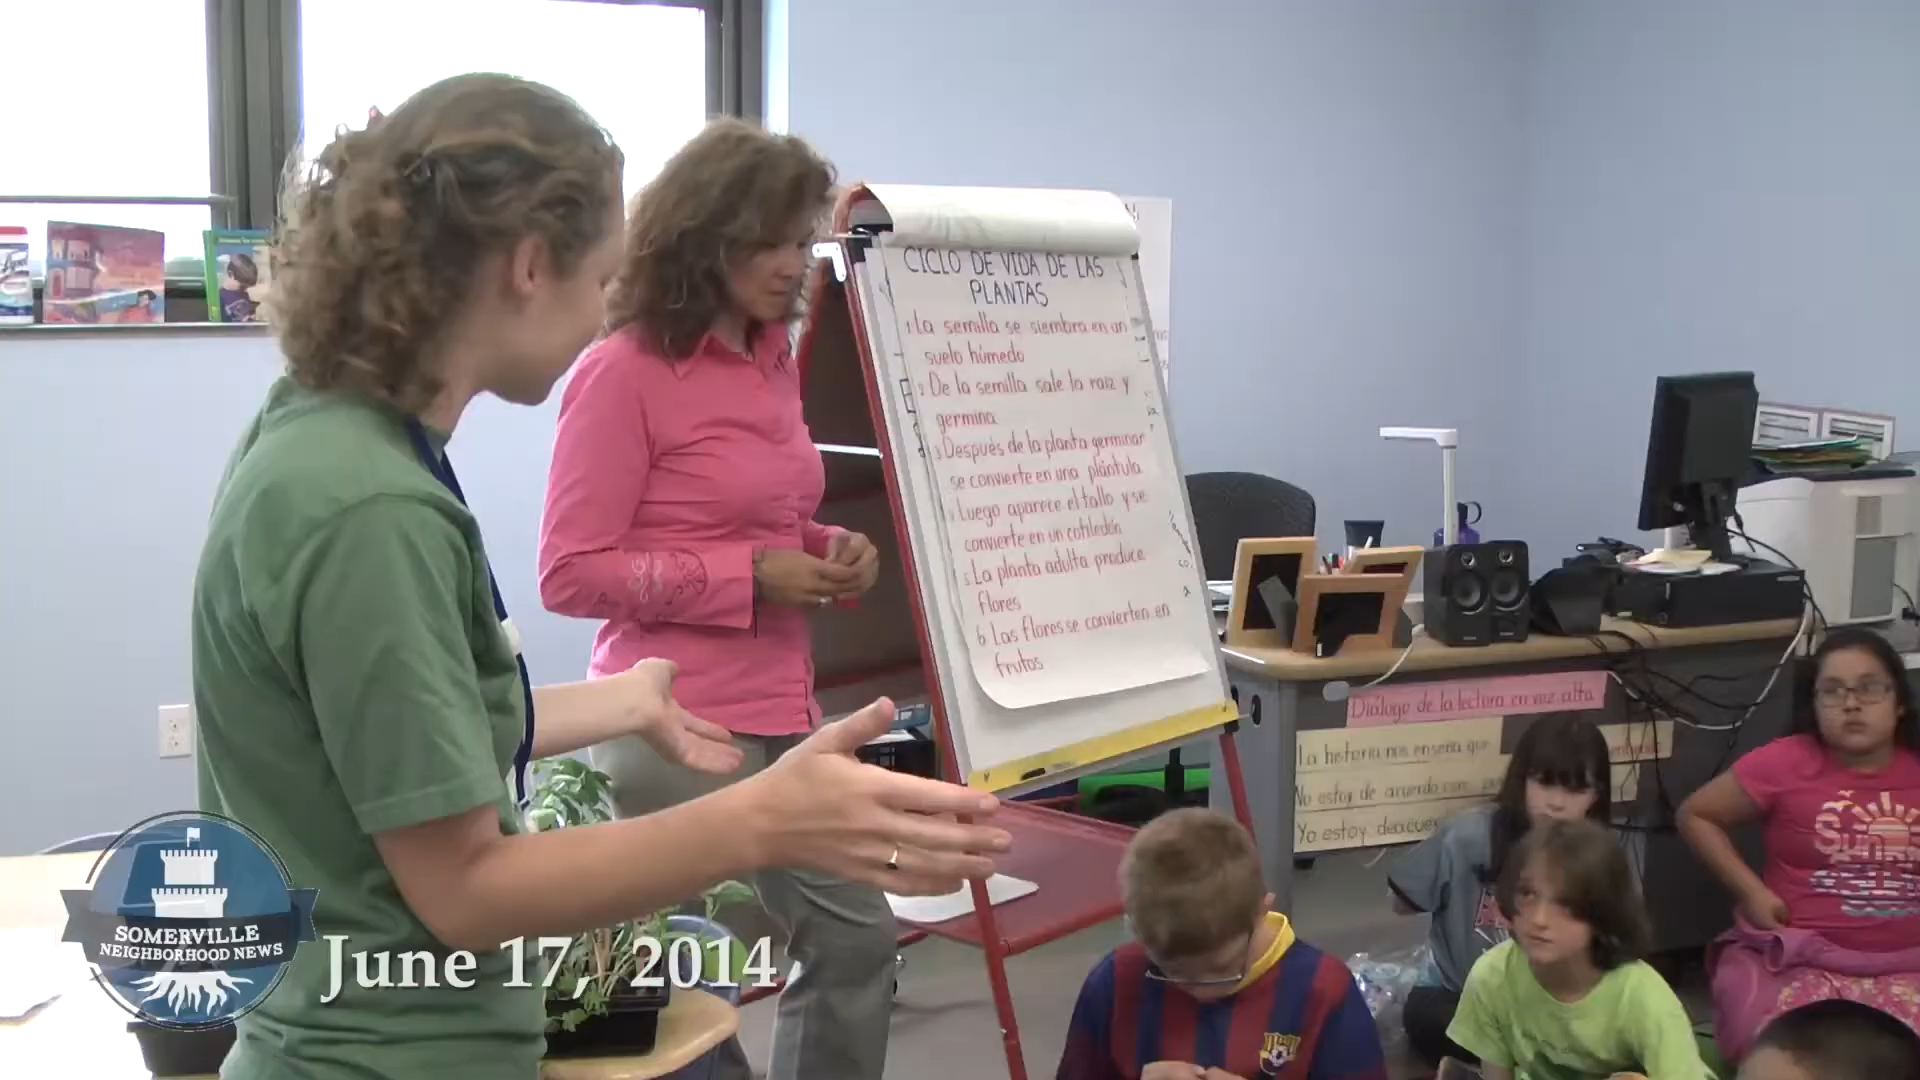 CICLO DE VIDA DE LAS
PLANTAS
1. La semilla se siembra en un
suelo húmedo
2. De la semilla sale la raíz y
germina
3. Después de la planta germinar
se convierte en una plántula
Luego aparece el tallo y se
convierte en un cotiledón
5. La planta adulta produce
flores
6. Las flores se convierten en
frutos
Diálogo de la lectura en voz alta
La historia nos enseña que
No estoy de acuerdo con
Yo estoy deacuer
Sunris
SOMERVILLE
NEIGHBORHOOD NEWS
June 17, 2014